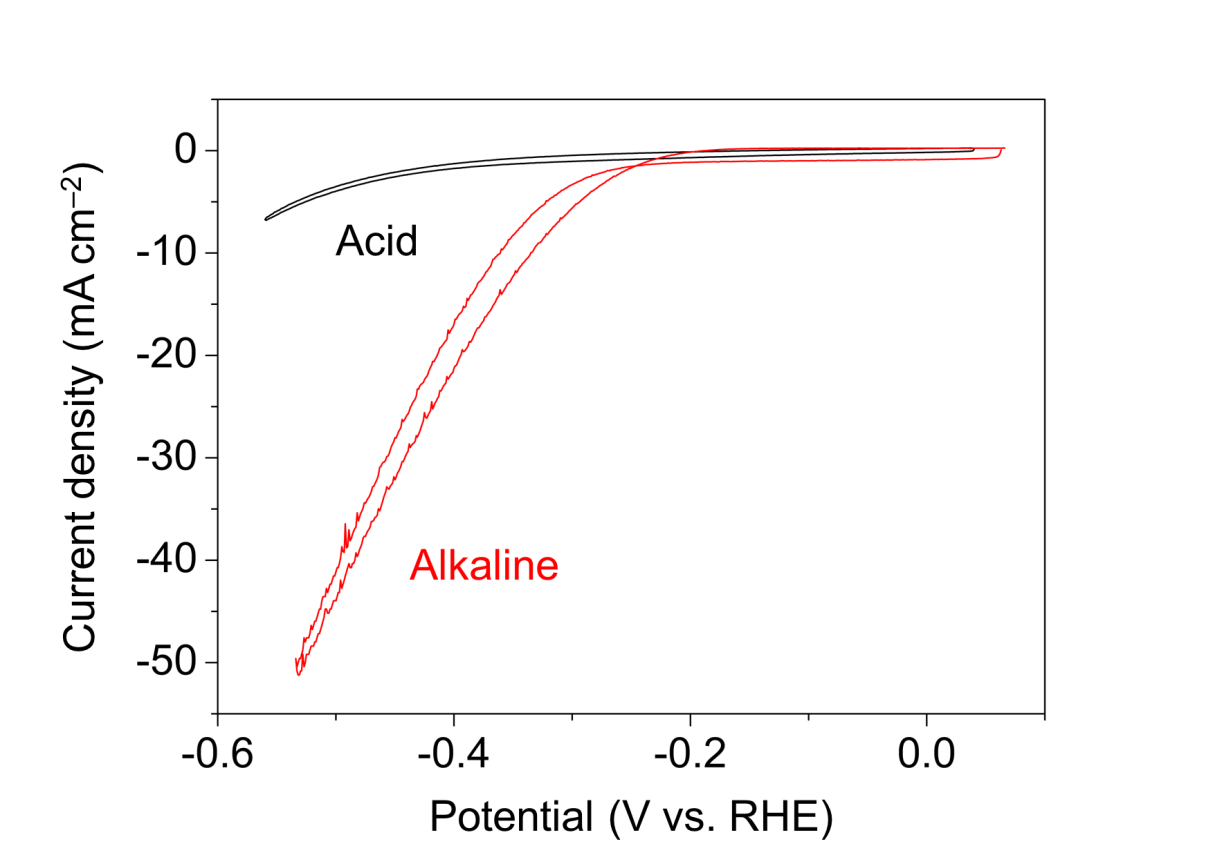 Current density (mA cm⁻²)
0
-10
-20
-30
-40
-50
Acid
Alkaline
-0.6
-0.4
-0.2
0.0
Potential (V vs. RHE)